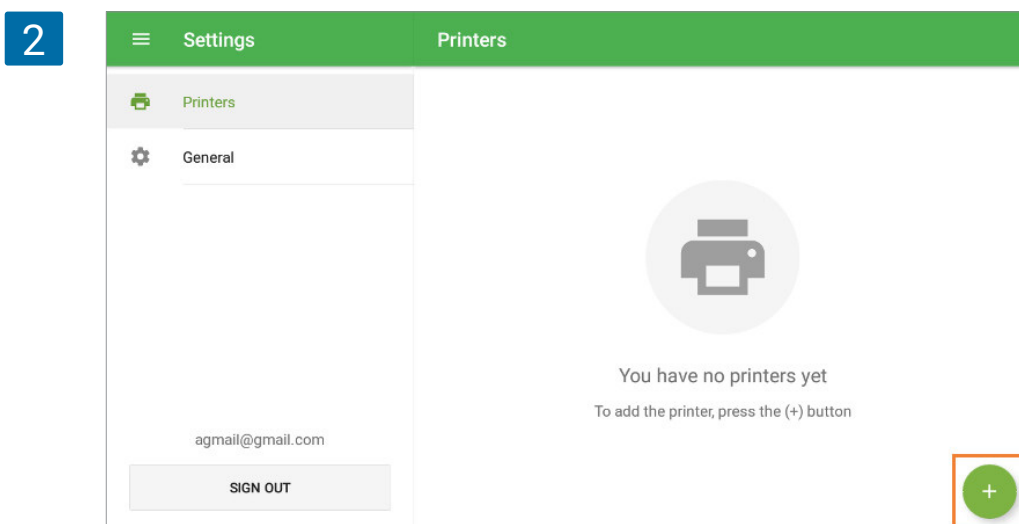 2
Settings
Printers
Printers
General
You have no printers yet
To add the printer, press the (+) button
agmail@gmail.com
SIGN OUT
+